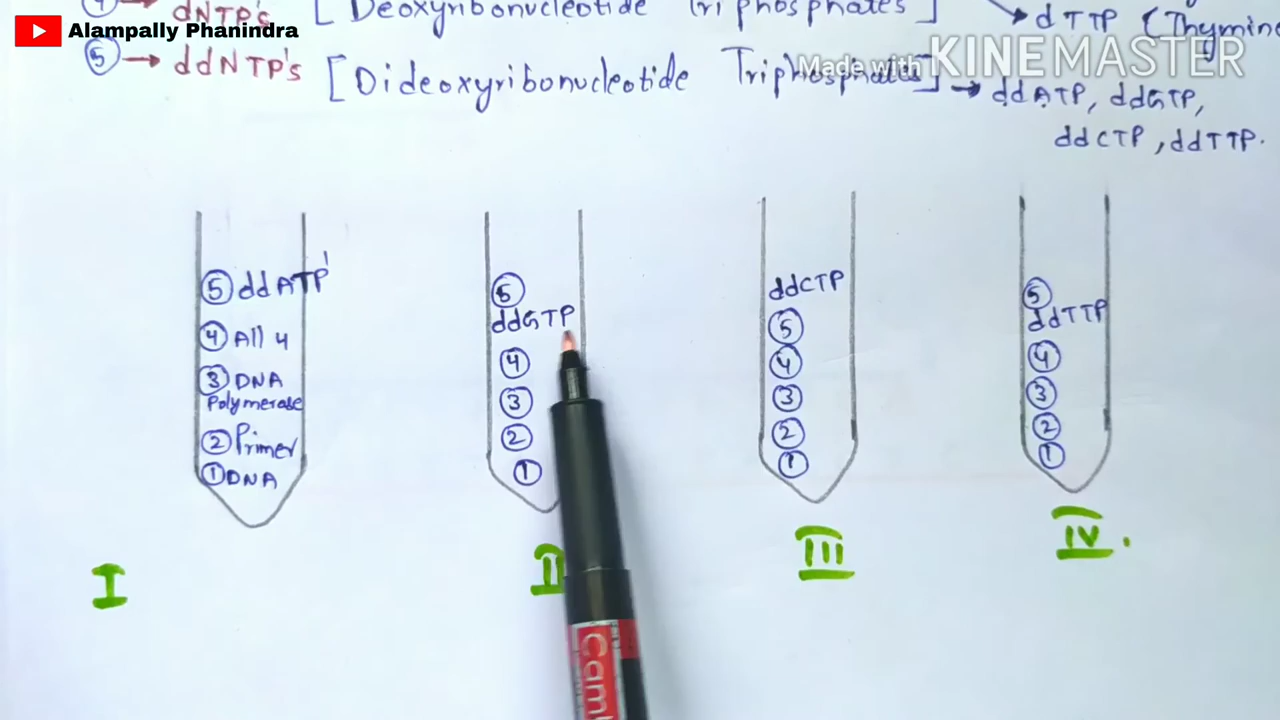 ④ → dNTP's [Deoxyribonucleotide Triphosphates]
→ dTTP (Thymine
Alampally Phanindra
⑤ → ddNTP's [Dideoxyribonucleotide Triphosphates] → ddATP, ddGTP,
ddCTP, ddTTP.
Made with KINEMASTER
⑤ ddATP'
④ All 4
③ DNA
Polymerase
② Primer
① DNA
I
⑤
ddGTP
④
③
②
①
II
ddCTP
⑤
④
③
②
①
III
⑤
ddTTP
④
③
②
①
IV.
Caml